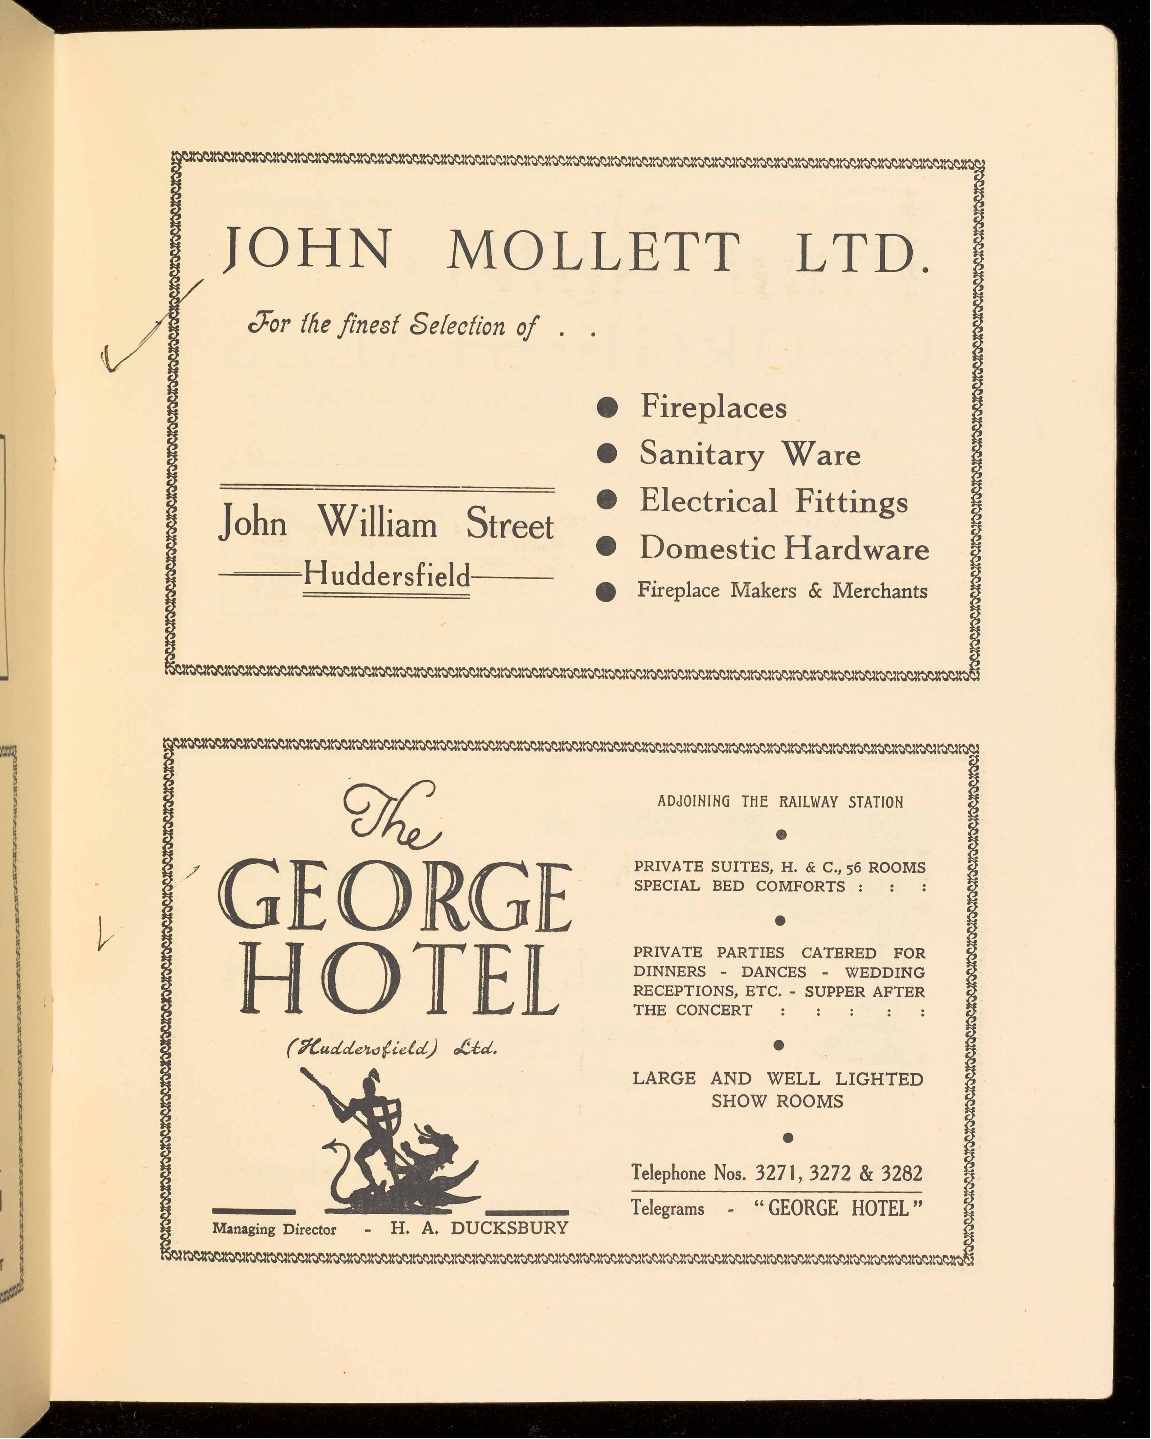 JOHN MOLLETT LTD.
For the finest Selection of . .
● Fireplaces
● Sanitary Ware
● Electrical Fittings
● Domestic Hardware
● Fireplace Makers & Merchants
John William Street
Huddersfield
The
GEORGE
HOTEL
(Huddersfield) Ltd.
Managing Director - H. A. DUCKSBURY
ADJOINING THE RAILWAY STATION
●
PRIVATE SUITES, H. & C., 56 ROOMS
SPECIAL BED COMFORTS : : :
●
PRIVATE PARTIES CATERED FOR
DINNERS - DANCES - WEDDING
RECEPTIONS, ETC. - SUPPER AFTER
THE CONCERT : : : : :
●
LARGE AND WELL LIGHTED
SHOW ROOMS
●
Telephone Nos. 3271, 3272 & 3282
Telegrams - "GEORGE HOTEL"